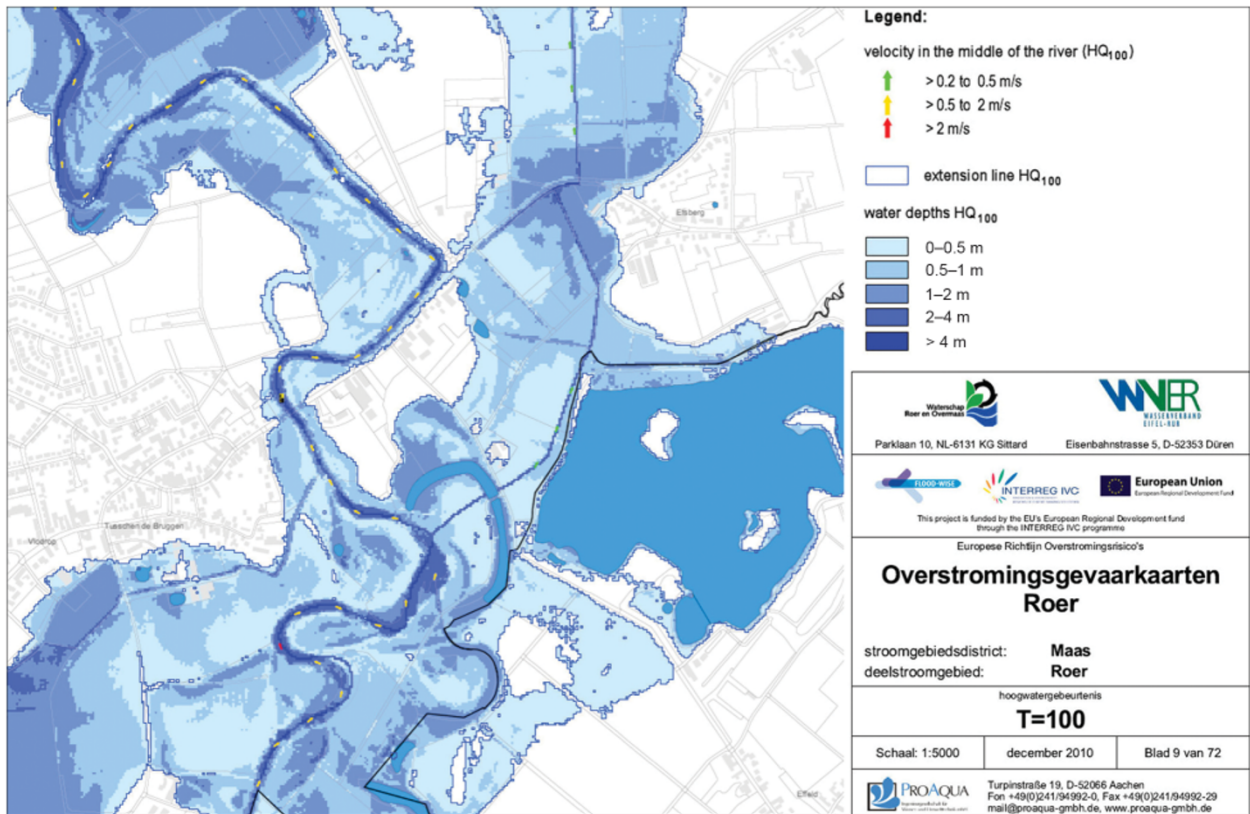 Elsberg
Tusschen de Bruggen
Vlodrop
Effeld
Legend:
velocity in the middle of the river (HQ100)
> 0.2 to 0.5 m/s
> 0.5 to 2 m/s
> 2 m/s
extension line HQ100
water depths HQ100
0–0.5 m
0.5–1 m
1–2 m
2–4 m
> 4 m
Waterschap
Roer en Overmaas
WVER
WASSERVERBAND
EIFEL-RUR
Parklaan 10, NL-6131 KG Sittard
Eisenbahnstrasse 5, D-52353 Düren
FLOOD-WISE
INTERREG IVC
European Union
European Regional Development Fund
This project is funded by the EU's European Regional Development fund
through the INTERREG IVC programme
Europese Richtlijn Overstromingsrisico's
Overstromingsgevaarkaarten
Roer
stroomgebiedsdistrict: Maas
deelstroomgebied: Roer
hoogwatergebeurtenis
T=100
Schaal: 1:5000
december 2010
Blad 9 van 72
PROAQUA
Turpinstraße 19, D-52066 Aachen
Fon +49(0)241/94992-0, Fax +49(0)241/94992-29
mail@proaqua-gmbh.de, www.proaqua-gmbh.de